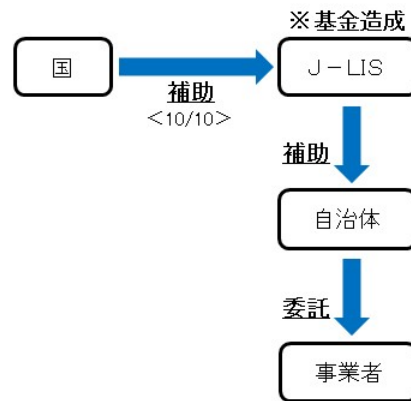 ※基金造成
国
J－LIS
補助
＜10/10＞
補助
自治体
委託
事業者